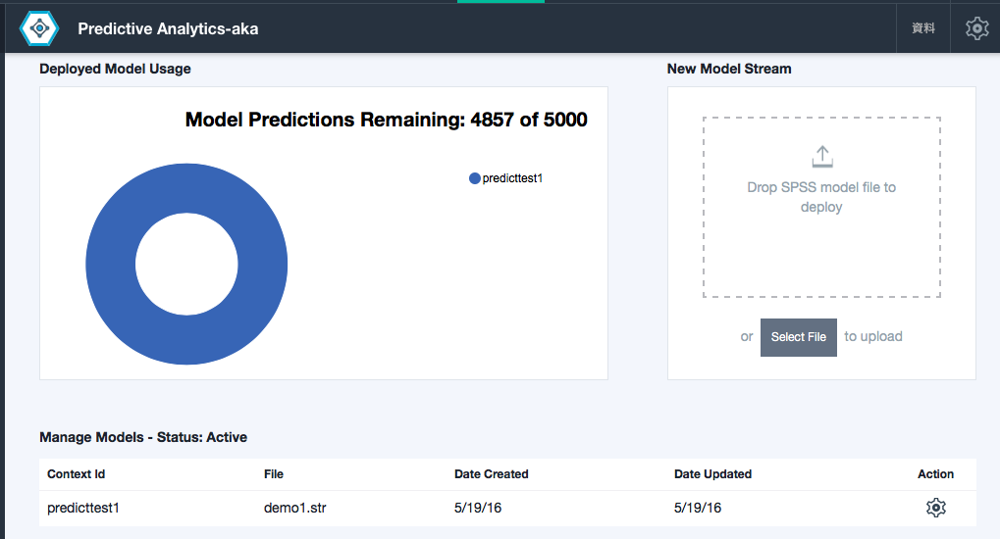 Predictive Analytics-aka
資料
Deployed Model Usage
Model Predictions Remaining: 4857 of 5000
predicttest1
New Model Stream
Drop SPSS model file to
deploy
or Select File to upload
Manage Models - Status: Active
Context Id File Date Created Date Updated Action
predicttest1 demo1.str 5/19/16 5/19/16